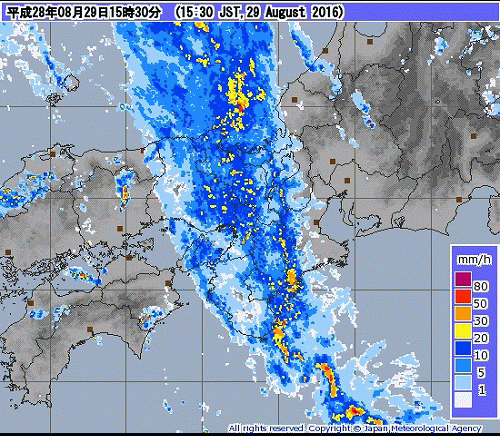 平成28年08月29日15時30分 (15:30 JST,29 August 2016)
mm/h
80
50
30
20
10
5
1
All rights reserved. Copyright © Japan Meteorological Agency